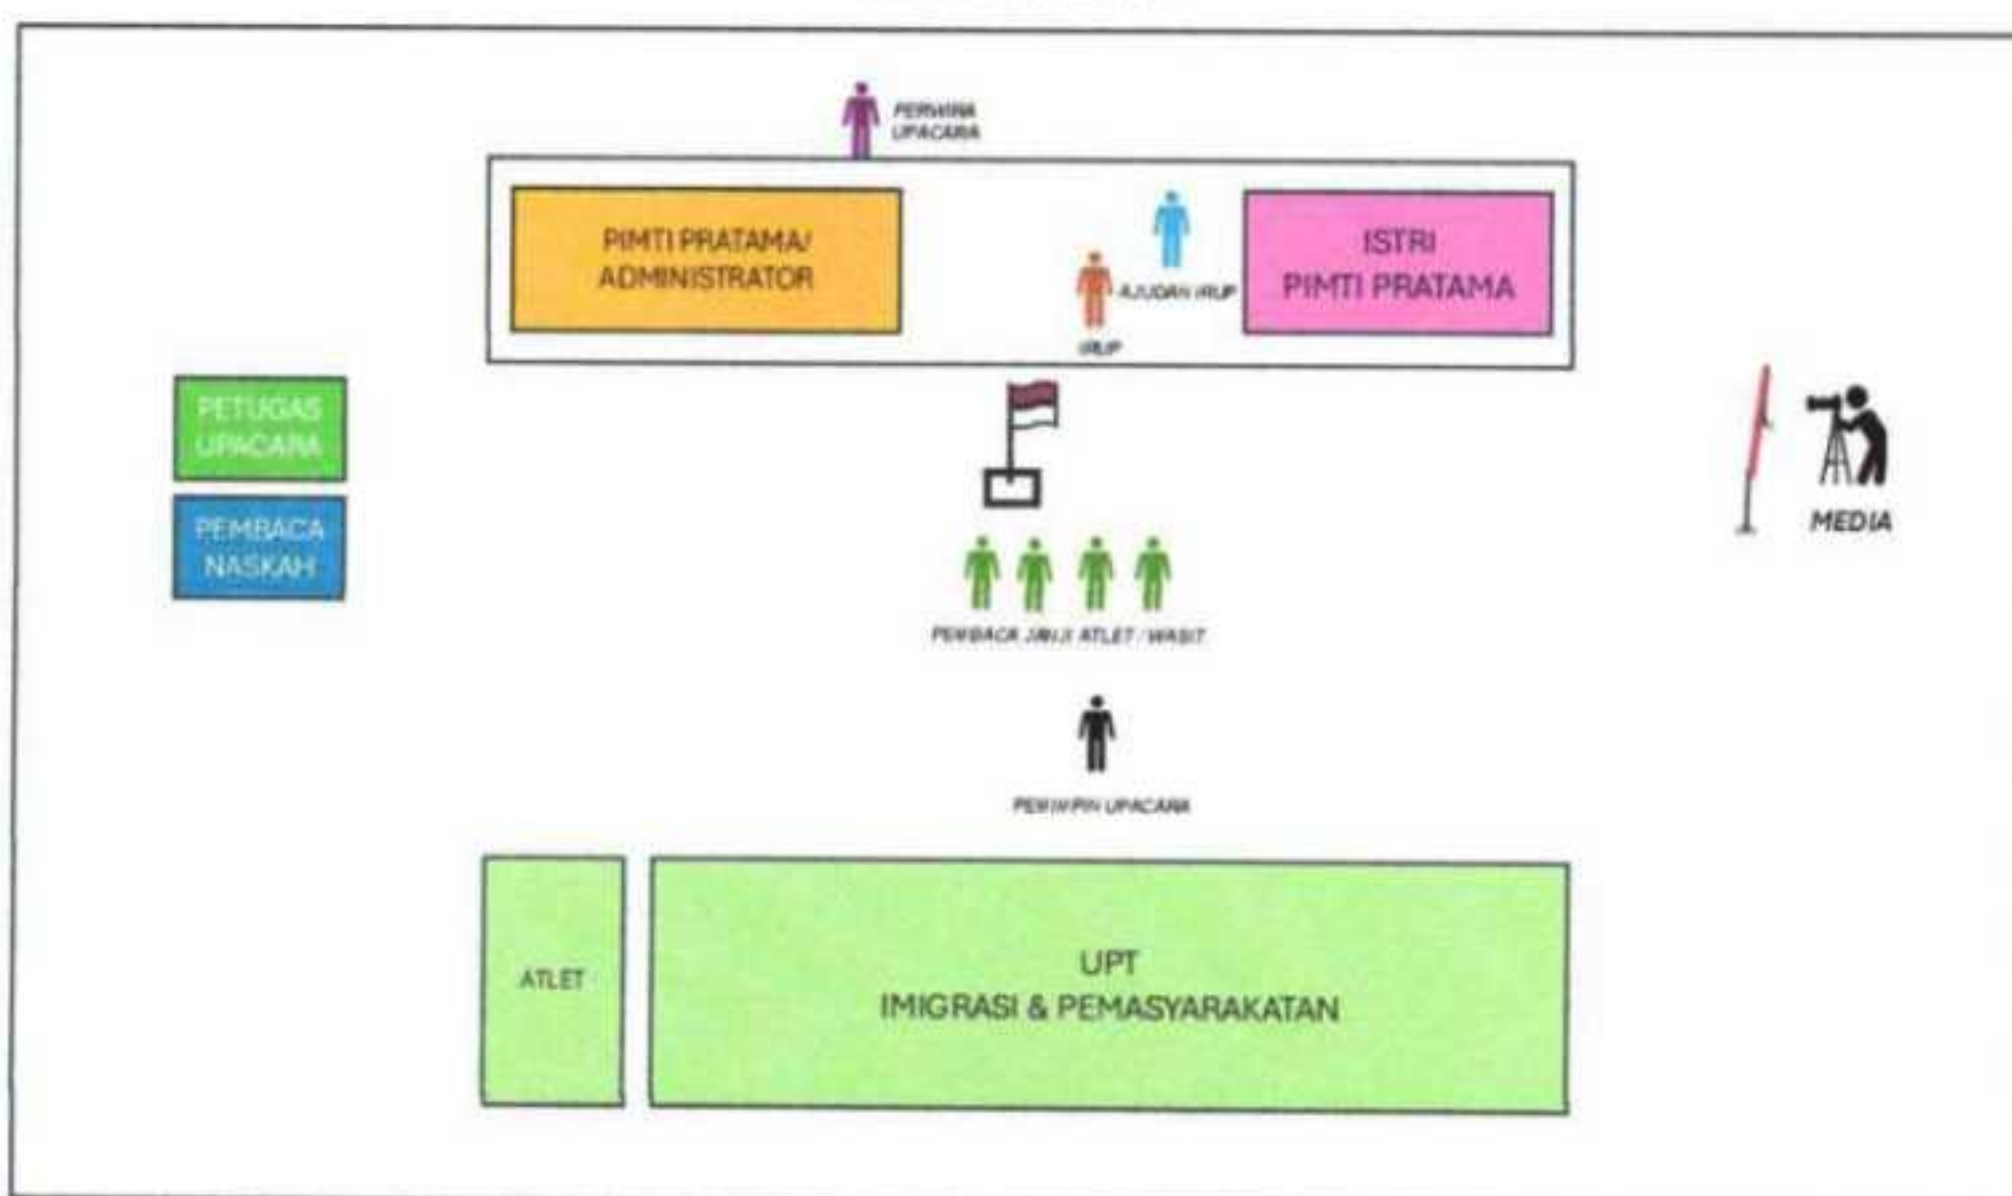 PERWIRA
UPACARA
PIMTI PRATAMA/
ADMINISTRATOR
ISTRI
PIMTI PRATAMA
AJUDAN IRUP
IRUP
PETUGAS
UPACARA
PEMBACA
NASKAH
MEDIA
PEMBACA JANJI ATLET / WASIT
PEMIMPIN UPACARA
ATLET
UPT
IMIGRASI & PEMASYARAKATAN